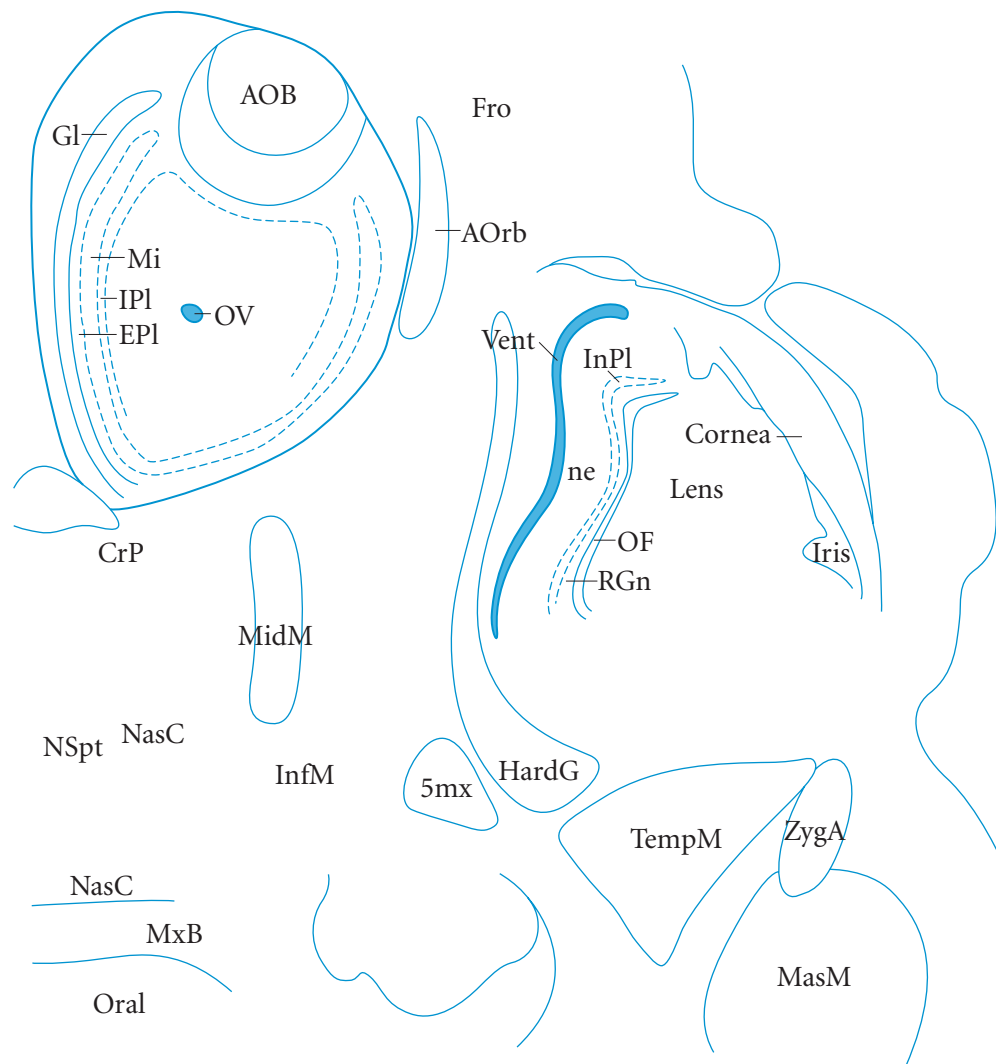 AOB
Fro
Gl
AOrb
Mi
IPl
OV
EPl
Vent
InPl
Cornea
ne
Lens
OF
CrP
Iris
RGn
MidM
NSpt
NasC
InfM
HardG
5mx
TempM
ZygA
NasC
MxB
MasM
Oral